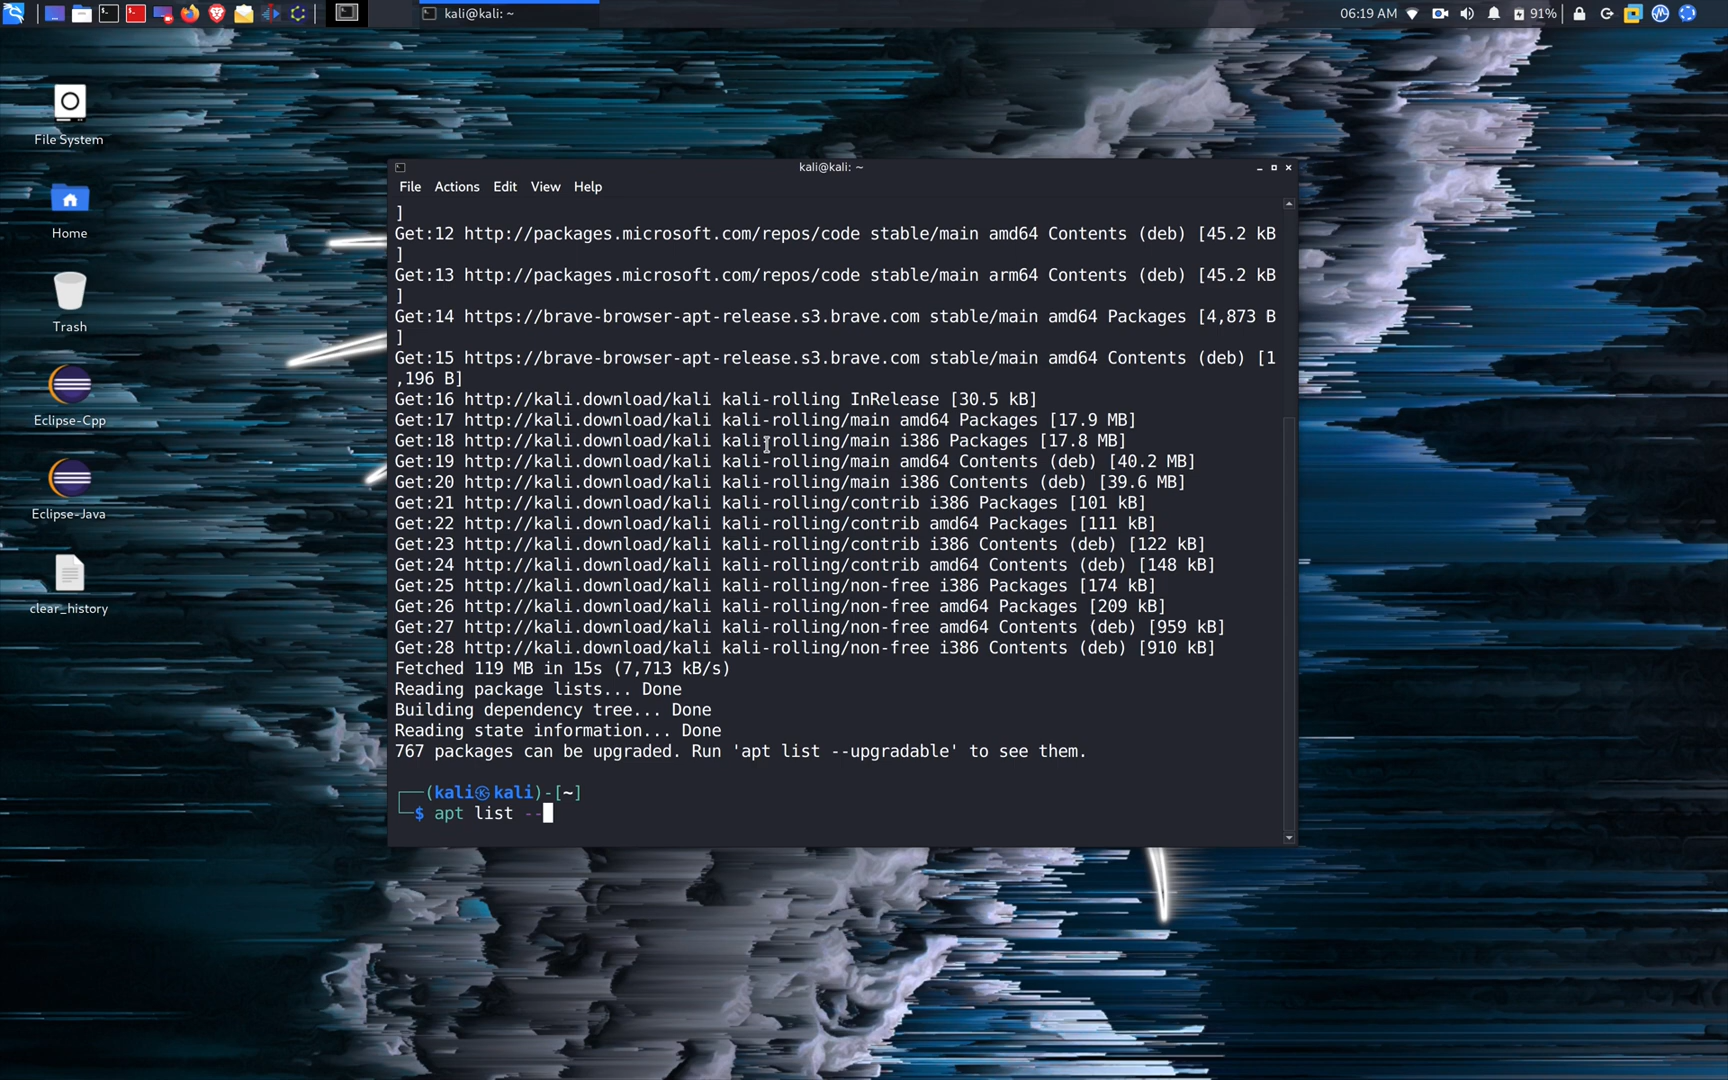 kali@kali: ~
06:19 AM
91%
File System
Home
Trash
Eclipse-Cpp
Eclipse-Java
clear_history
kali@kali: ~
File Actions Edit View Help
]
Get:12 http://packages.microsoft.com/repos/code stable/main amd64 Contents (deb) [45.2 kB
]
Get:13 http://packages.microsoft.com/repos/code stable/main arm64 Contents (deb) [45.2 kB
]
Get:14 https://brave-browser-apt-release.s3.brave.com stable/main amd64 Packages [4,873 B
]
Get:15 https://brave-browser-apt-release.s3.brave.com stable/main amd64 Contents (deb) [1
,196 B]
Get:16 http://kali.download/kali kali-rolling InRelease [30.5 kB]
Get:17 http://kali.download/kali kali-rolling/main amd64 Packages [17.9 MB]
Get:18 http://kali.download/kali kali-rolling/main i386 Packages [17.8 MB]
Get:19 http://kali.download/kali kali-rolling/main amd64 Contents (deb) [40.2 MB]
Get:20 http://kali.download/kali kali-rolling/main i386 Contents (deb) [39.6 MB]
Get:21 http://kali.download/kali kali-rolling/contrib i386 Packages [101 kB]
Get:22 http://kali.download/kali kali-rolling/contrib amd64 Packages [111 kB]
Get:23 http://kali.download/kali kali-rolling/contrib i386 Contents (deb) [122 kB]
Get:24 http://kali.download/kali kali-rolling/contrib amd64 Contents (deb) [148 kB]
Get:25 http://kali.download/kali kali-rolling/non-free i386 Packages [174 kB]
Get:26 http://kali.download/kali kali-rolling/non-free amd64 Packages [209 kB]
Get:27 http://kali.download/kali kali-rolling/non-free amd64 Contents (deb) [959 kB]
Get:28 http://kali.download/kali kali-rolling/non-free i386 Contents (deb) [910 kB]
Fetched 119 MB in 15s (7,713 kB/s)
Reading package lists... Done
Building dependency tree... Done
Reading state information... Done
767 packages can be upgraded. Run 'apt list --upgradable' to see them.
┌──(kali㉿kali)-[~]
└─$ apt list --